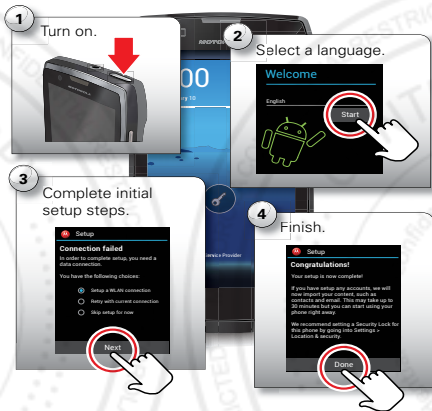 1
Turn on.
MOTOROLA
2
Select a language.
Welcome
English
Start
00
ry 10
3
Complete initial
setup steps.
Setup
Connection failed
In order to complete setup, you need a
data connection.
You have the following choices:
Setup a WLAN connection
Retry with current connection
Skip setup for now
Next
ervice Provider
4
Finish.
Setup
Congratulations!
Your setup is now complete!
If you have setup any accounts, we will
now import your content, such as
contacts and email. This may take up to
30 minutes but you can start using your
phone right away.
We recommend setting a Security Lock for
this phone by going into Settings >
Location & security.
Done